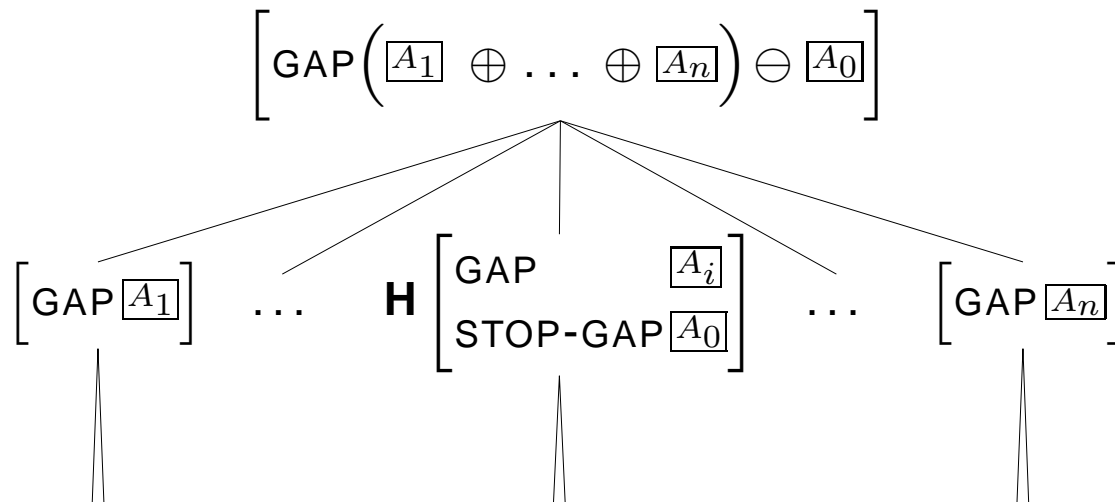 [GAP(A₁ ⊕ ... ⊕ Aₙ) ⊖ A₀]
[GAP A₁] ... H [GAP Aᵢ STOP-GAP A₀] ... [GAP Aₙ]